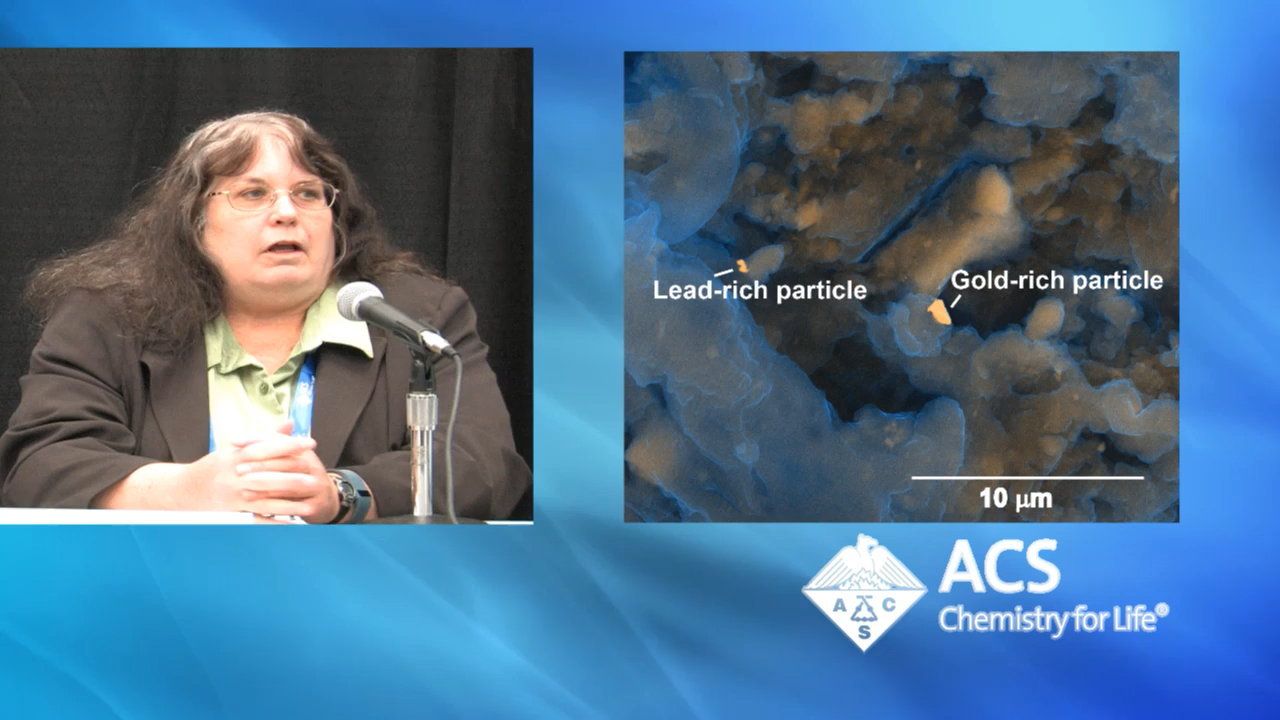 Lead-rich particle
Gold-rich particle
10 μm
A C
S
ACS
Chemistry for Life®